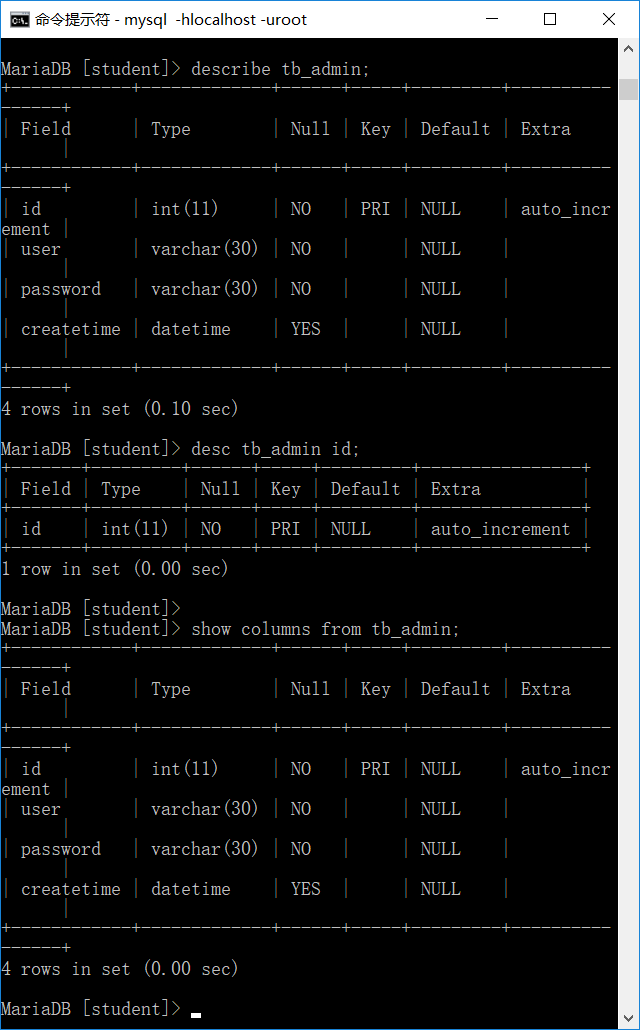 命令提示符 - mysql  -hlocalhost -uroot
MariaDB [student]> describe tb_admin;
+------------+-------------+------+-----+---------+----------
------+
| Field      | Type        | Null | Key | Default | Extra
      |
+------------+-------------+------+-----+---------+----------
------+
| id         | int(11)     | NO   | PRI | NULL    | auto_incr
ement |
| user       | varchar(30) | NO   |     | NULL    |
      |
| password   | varchar(30) | NO   |     | NULL    |
      |
| createtime | datetime    | YES  |     | NULL    |
      |
+------------+-------------+------+-----+---------+----------
------+
4 rows in set (0.10 sec)
MariaDB [student]> desc tb_admin id;
+-------+---------+------+-----+---------+----------------+
| Field | Type    | Null | Key | Default | Extra          |
+-------+---------+------+-----+---------+----------------+
| id    | int(11) | NO   | PRI | NULL    | auto_increment |
+-------+---------+------+-----+---------+----------------+
1 row in set (0.00 sec)
MariaDB [student]>
MariaDB [student]> show columns from tb_admin;
+------------+-------------+------+-----+---------+----------
------+
| Field      | Type        | Null | Key | Default | Extra
      |
+------------+-------------+------+-----+---------+----------
------+
| id         | int(11)     | NO   | PRI | NULL    | auto_incr
ement |
| user       | varchar(30) | NO   |     | NULL    |
      |
| password   | varchar(30) | NO   |     | NULL    |
      |
| createtime | datetime    | YES  |     | NULL    |
      |
+------------+-------------+------+-----+---------+----------
------+
4 rows in set (0.00 sec)
MariaDB [student]>